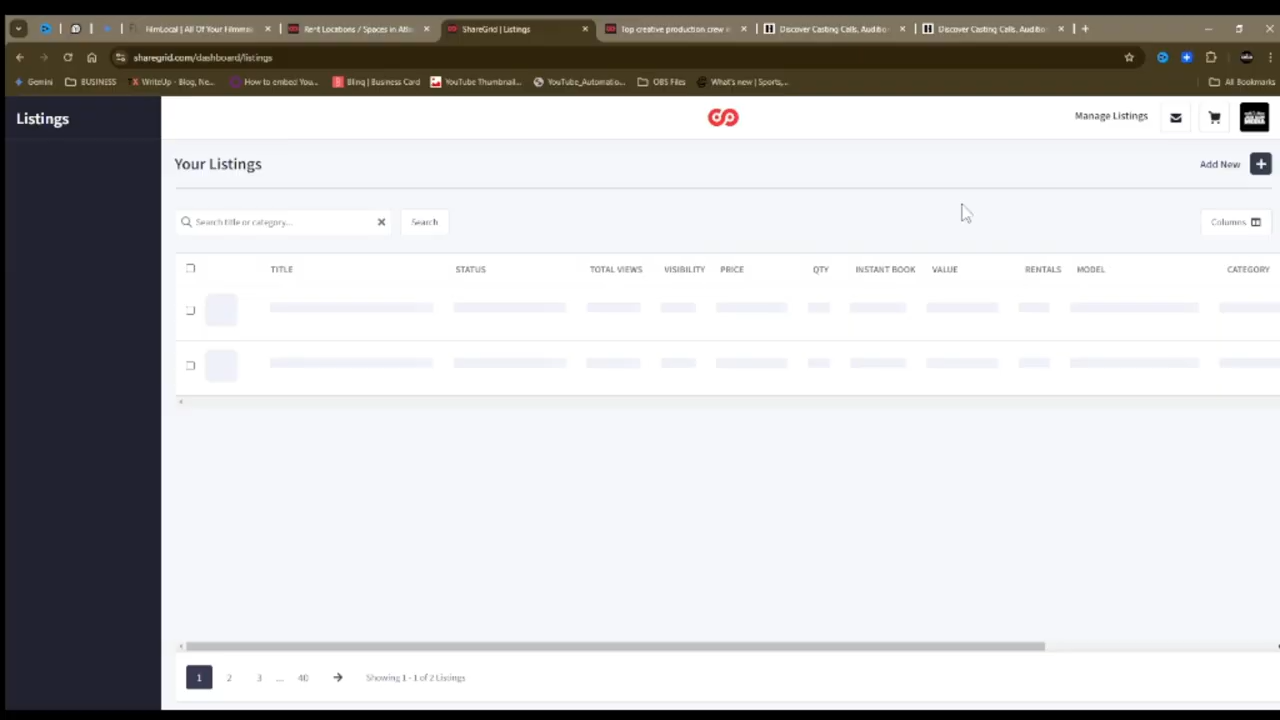 NimLocal | All Of Your Filmmak
Rent Locations / Spaces in Atla
ShareGrid | Listings
Top creative production crew i
Discover Casting Calls, Auditio
Discover Casting Calls, Auditio
sharegrid.com/dashboard/listings
Gemini
BUSINESS
WriteUp - Blog, Ne...
How to embed You...
Blinq | Business Card
YouTube Thumbnail...
YouTube_Automatio...
OBS Files
What's new | Sports,...
All Bookmarks
Listings
Manage Listings
Your Listings
Add New
Search title or category...
Search
Columns
TITLE
STATUS
TOTAL VIEWS
VISIBILITY
PRICE
QTY
INSTANT BOOK
VALUE
RENTALS
MODEL
CATEGORY
1
2
3
...
40
Showing 1 - 1 of 2 Listings